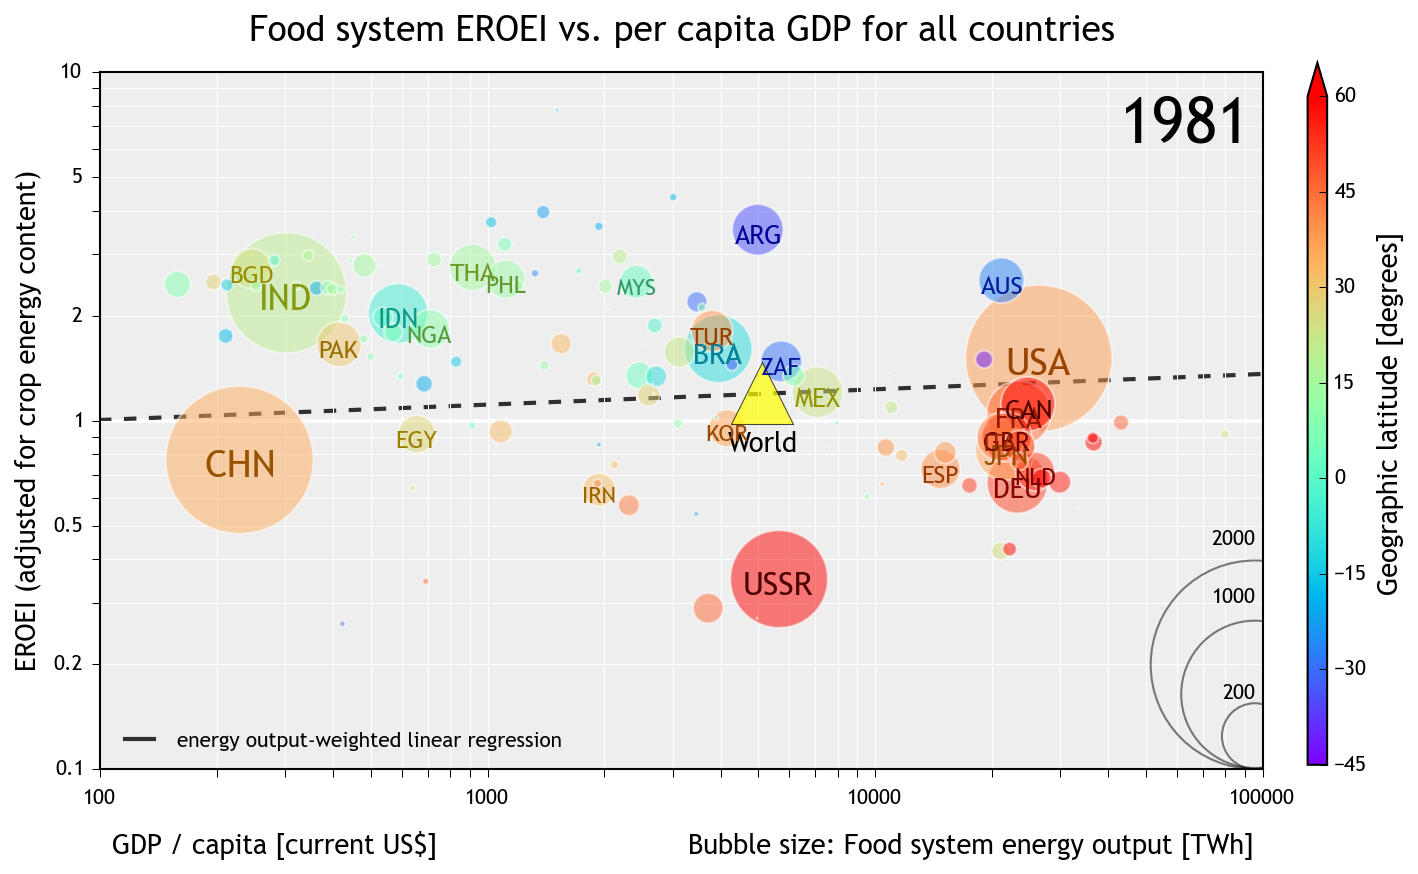 Food system EROEI vs. per capita GDP for all countries
1981
EROEI (adjusted for crop energy content)
10
5
2
1
0.5
0.2
0.1
100
1000
10000
100000
GDP / capita [current US$]
Bubble size: Food system energy output [TWh]
ARG
BGD
IND
THA
PHL
MYS
AUS
IDN
NGA
PAK
TUR
BRA
ZAF
USA
MEX
CAN
FRA
EGY
KOR
World
GBR
JPN
CHN
ESP
NLD
DEU
IRN
USSR
2000
1000
200
energy output-weighted linear regression
60
45
30
15
0
−15
−30
−45
Geographic latitude [degrees]